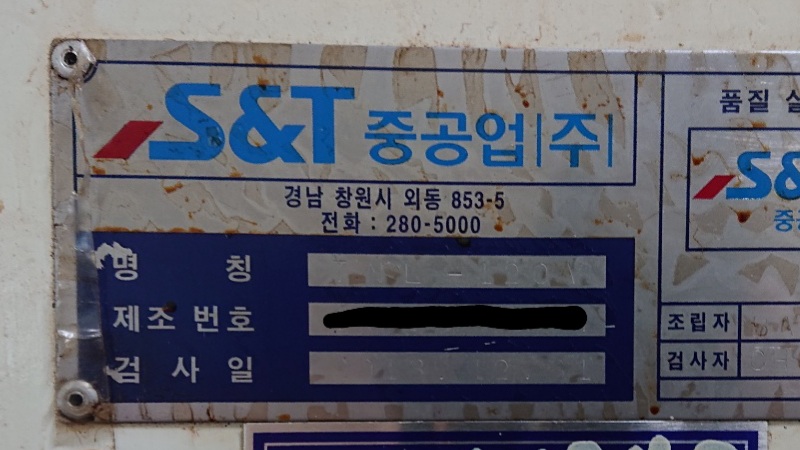 S&T 중공업(주)
경남 창원시 외동 853-5
전화 : 280-5000
명 칭
제조 번호
검 사 일
품질
S&
중
조립자
검사자